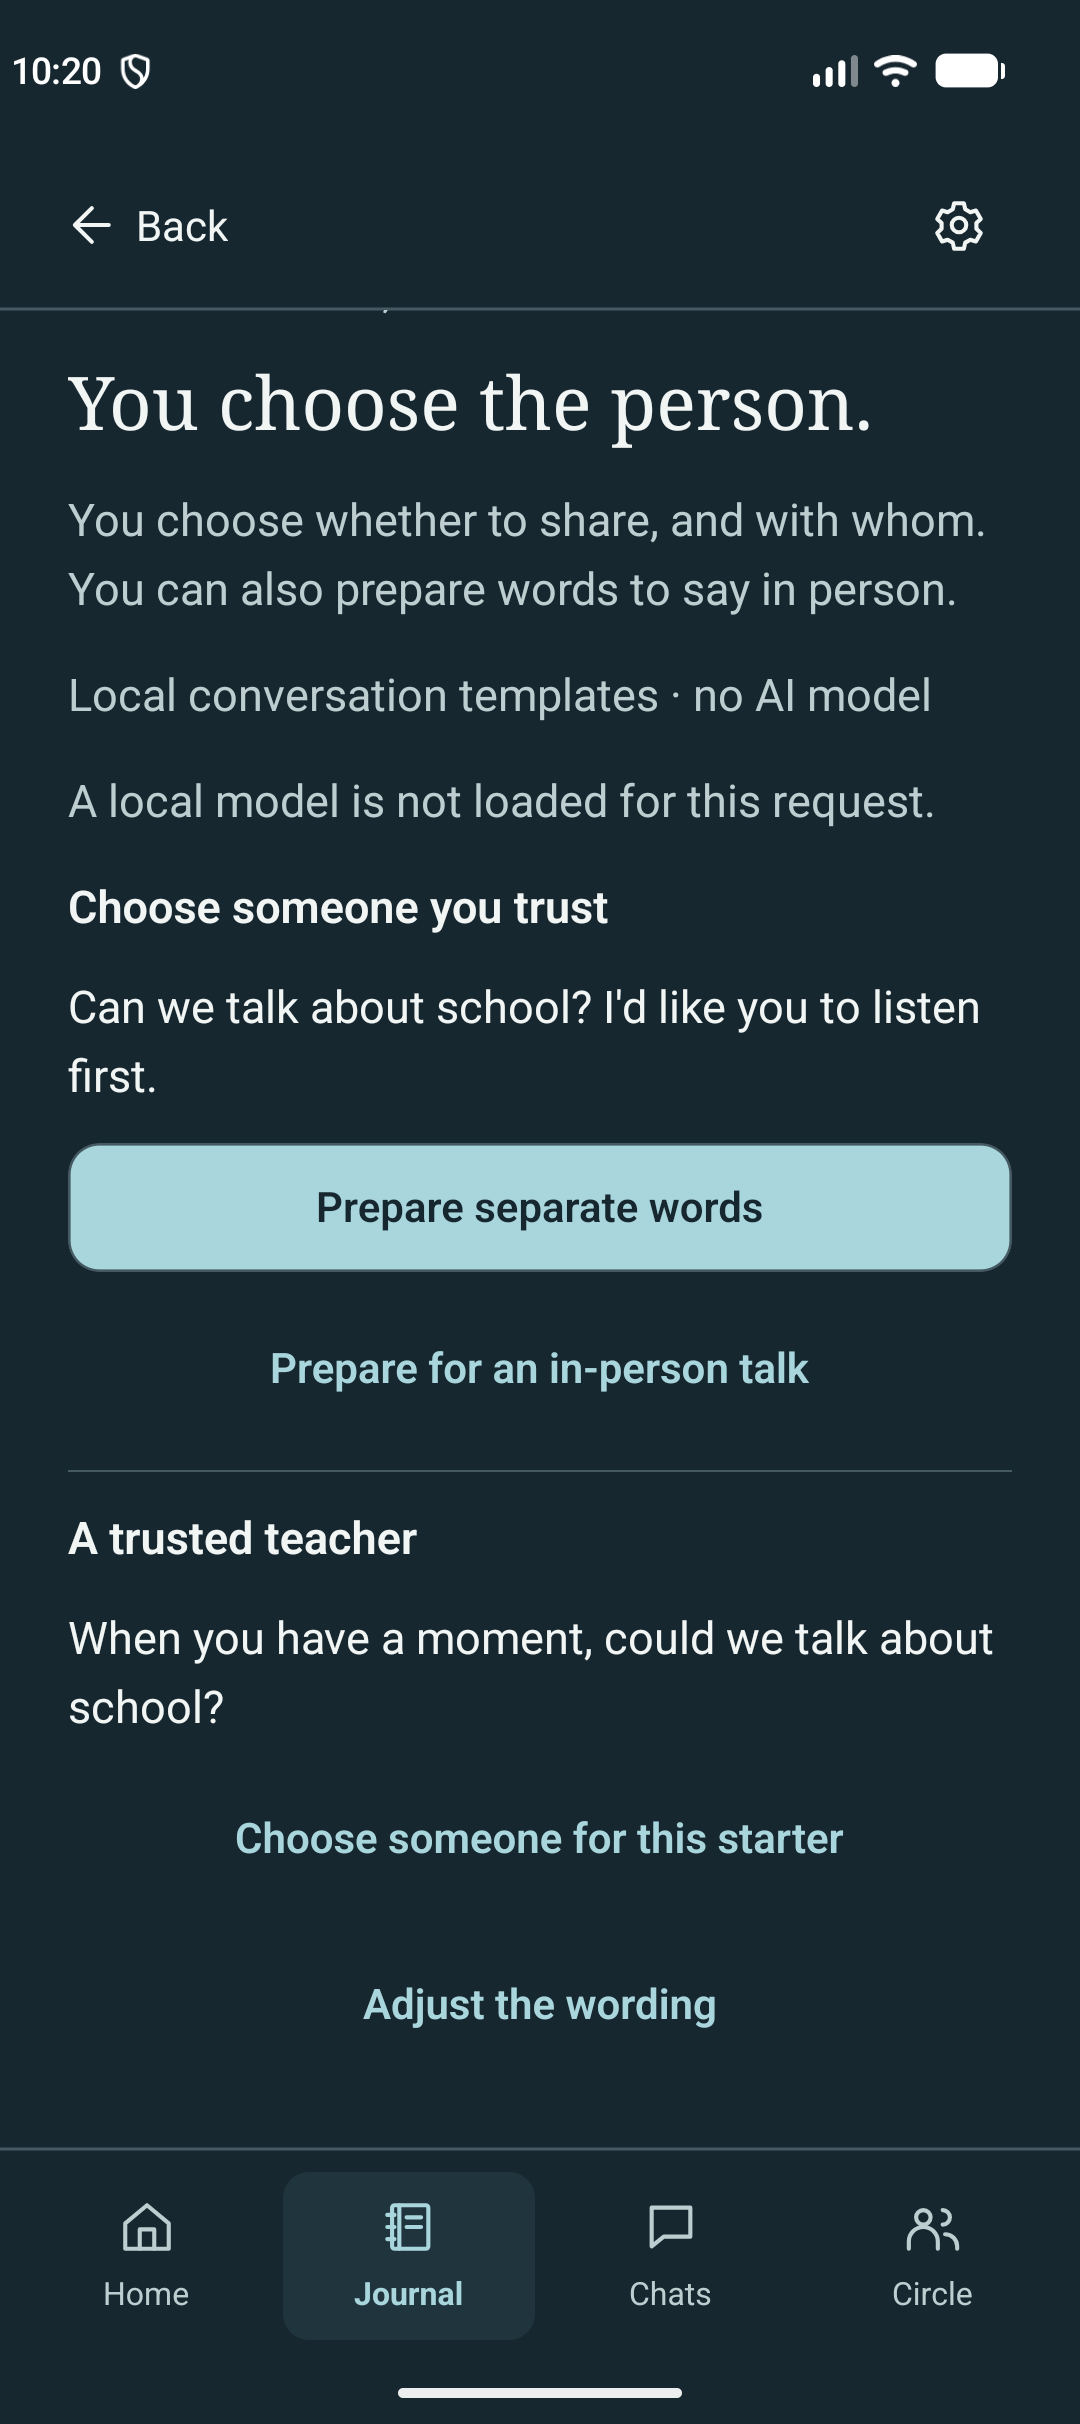 10:20
Back
You choose the person.
You choose whether to share, and with whom.
You can also prepare words to say in person.
Local conversation templates · no AI model
A local model is not loaded for this request.
Choose someone you trust
Can we talk about school? I'd like you to listen
first.
Prepare separate words
Prepare for an in-person talk
A trusted teacher
When you have a moment, could we talk about
school?
Choose someone for this starter
Adjust the wording
Home
Journal
Chats
Circle